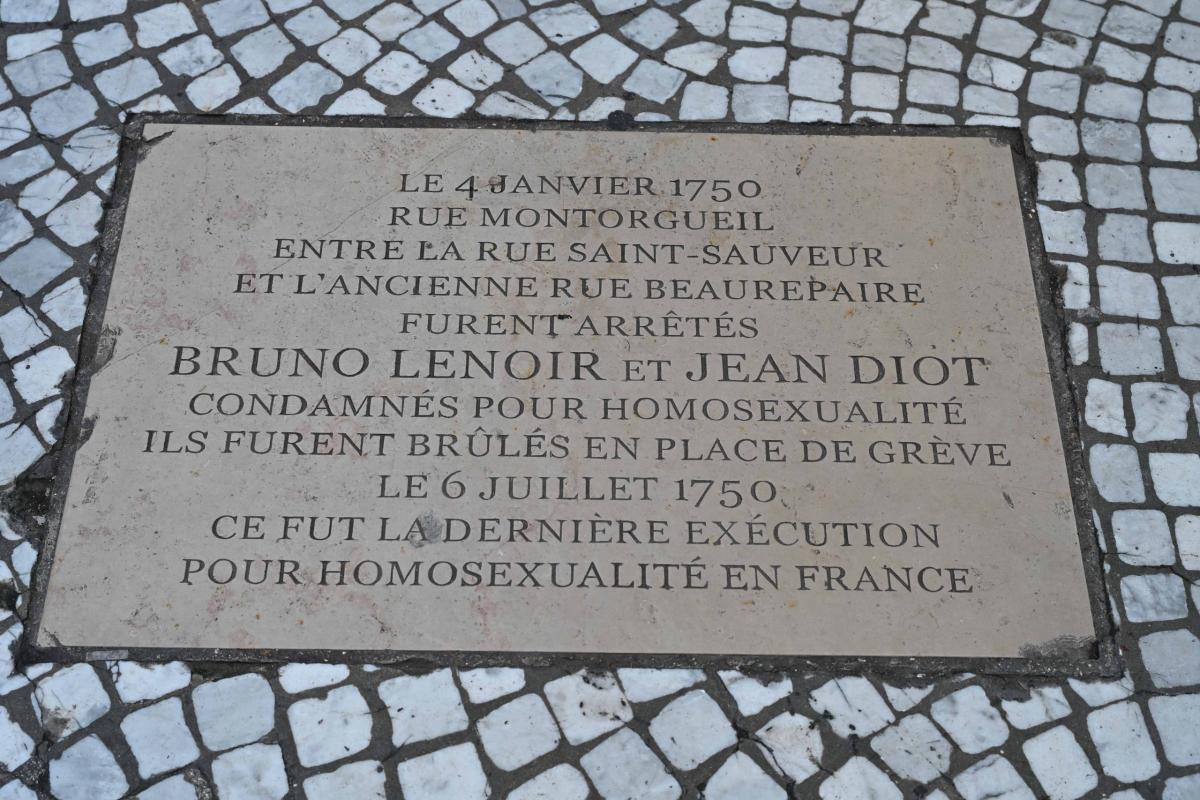 LE 4 JANVIER 1750
RUE MONTORGUEIL
ENTRE LA RUE SAINT-SAUVEUR
ET L'ANCIENNE RUE BEAUREPAIRE
FURENT ARRÊTÉS
BRUNO LENOIR ET JEAN DIOT
CONDAMNÉS POUR HOMOSEXUALITÉ
ILS FURENT BRÛLÉS EN PLACE DE GRÈVE
LE 6 JUILLET 1750
CE FUT LA DERNIÈRE EXÉCUTION
POUR HOMOSEXUALITÉ EN FRANCE